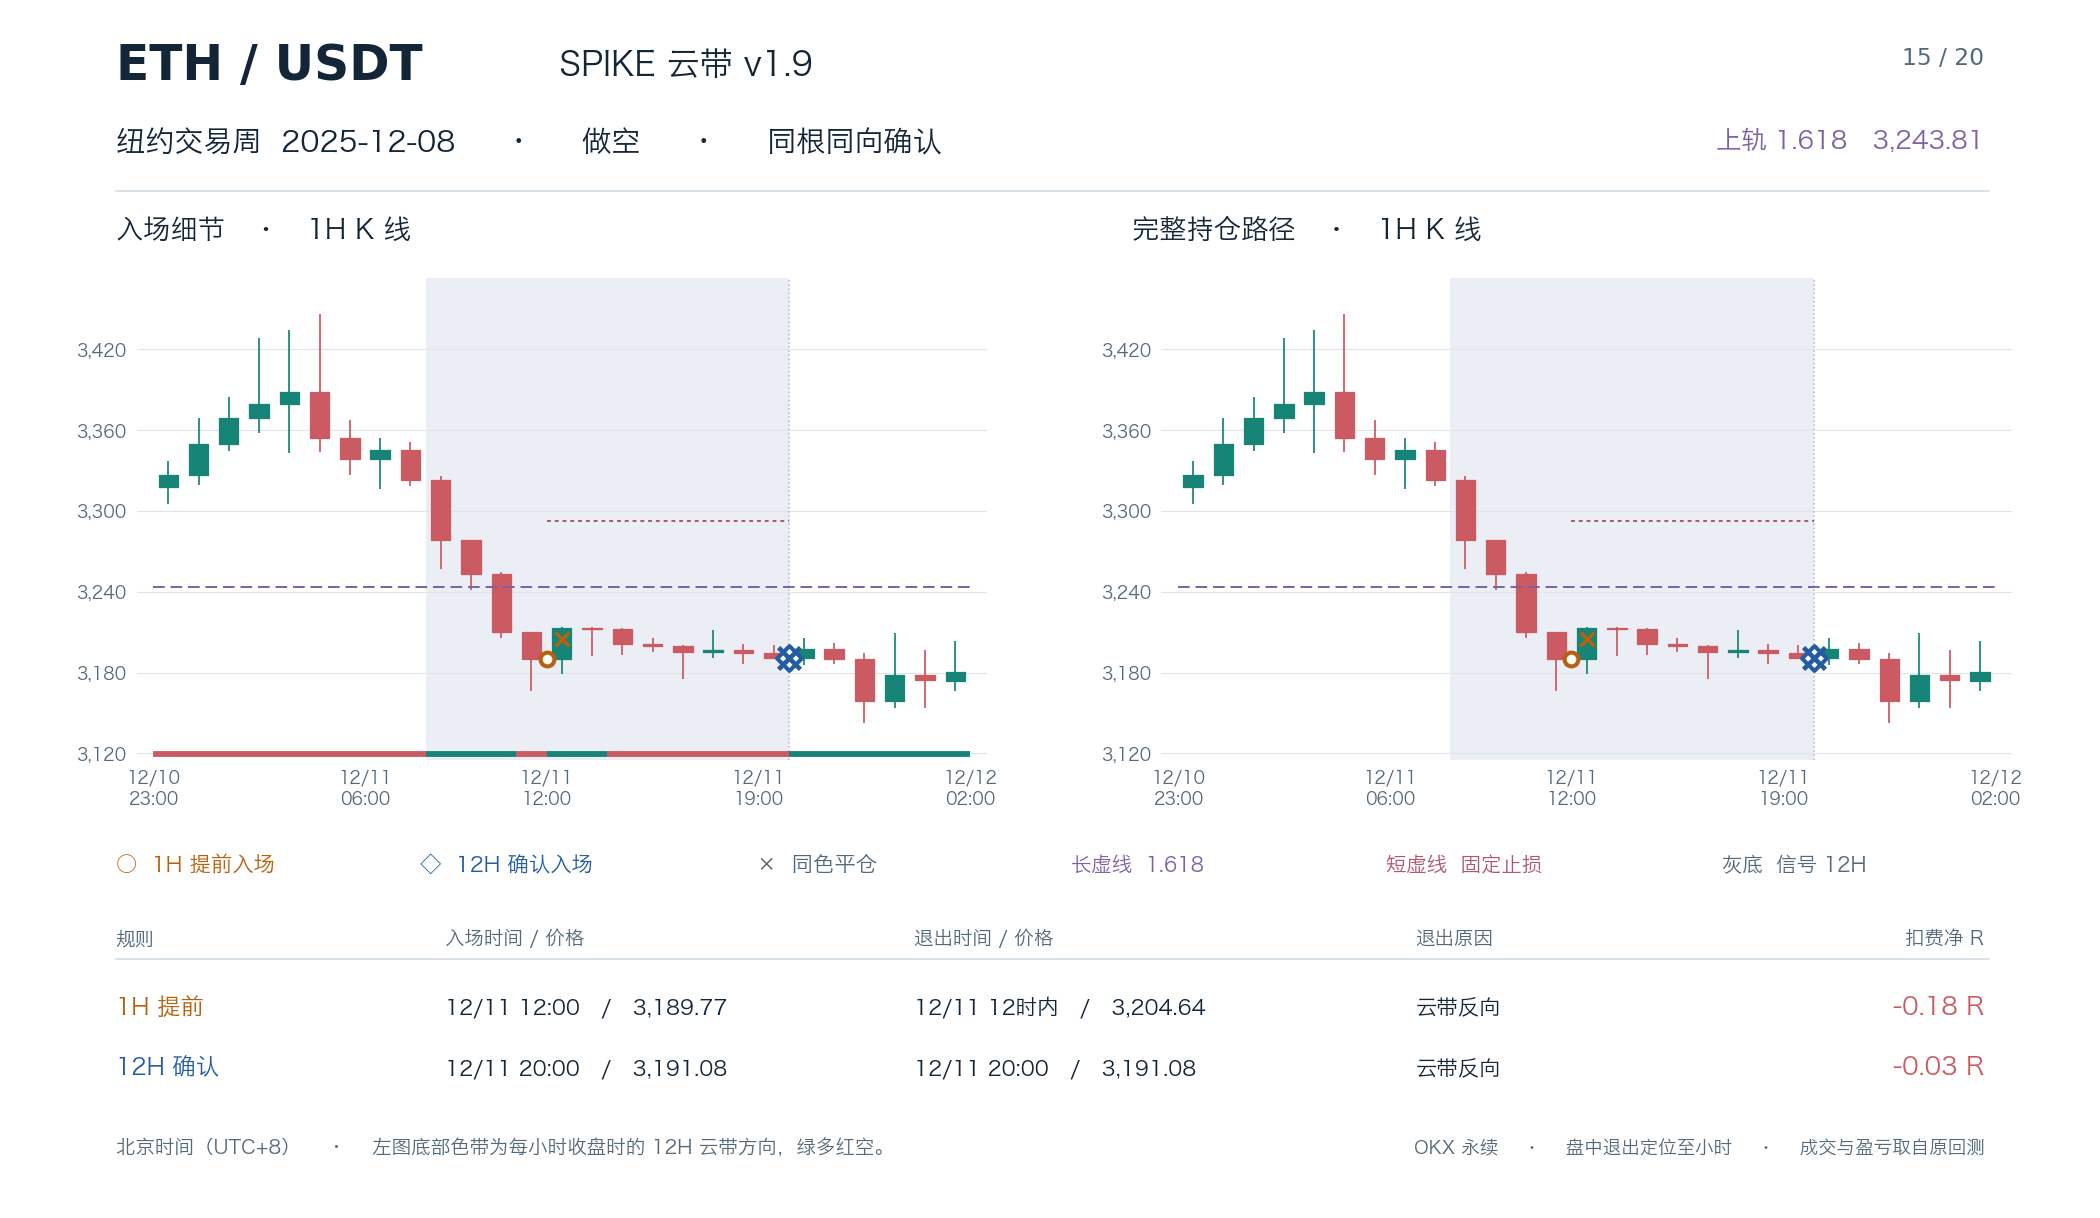 ETH / USDT SPIKE 云带 v1.9 15 / 20
纽约交易周 2025-12-08 · 做空 · 同根同向确认 上轨 1.618 3,243.81
入场细节 · 1H K 线 完整持仓路径 · 1H K 线
3,420 3,420
3,360 3,360
3,300 3,300
3,240 3,240
3,180 3,180
3,120 3,120
12/10 12/11 12/11 12/11 12/12 12/10 12/11 12/11 12/11 12/12
23:00 06:00 12:00 19:00 02:00 23:00 06:00 12:00 19:00 02:00
○ 1H 提前入场 ◇ 12H 确认入场 × 同色平仓 长虚线 1.618 短虚线 固定止损 灰底 信号 12H
规则 入场时间 / 价格 退出时间 / 价格 退出原因 扣费净 R
1H 提前 12/11 12:00 / 3,189.77 12/11 12时内 / 3,204.64 云带反向 -0.18 R
12H 确认 12/11 20:00 / 3,191.08 12/11 20:00 / 3,191.08 云带反向 -0.03 R
北京时间（UTC+8） · 左图底部色带为每小时收盘时的 12H 云带方向，绿多红空。 OKX 永续 · 盘中退出定位至小时 · 成交与盈亏取自原回测